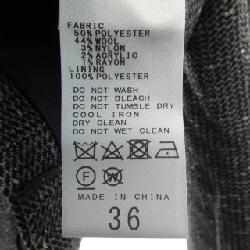 FABRIC
50% POLYESTER
44% WOOL
3% NYLON
2% ACRYLIC
1% RAYON
LINING
100% POLYESTER
DO NOT WASH
DO NOT BLEACH
DO NOT TUMBLE DRY
COOL IRON
DRY CLEAN
DO NOT WET CLEAN
F W
MADE IN CHINA
36